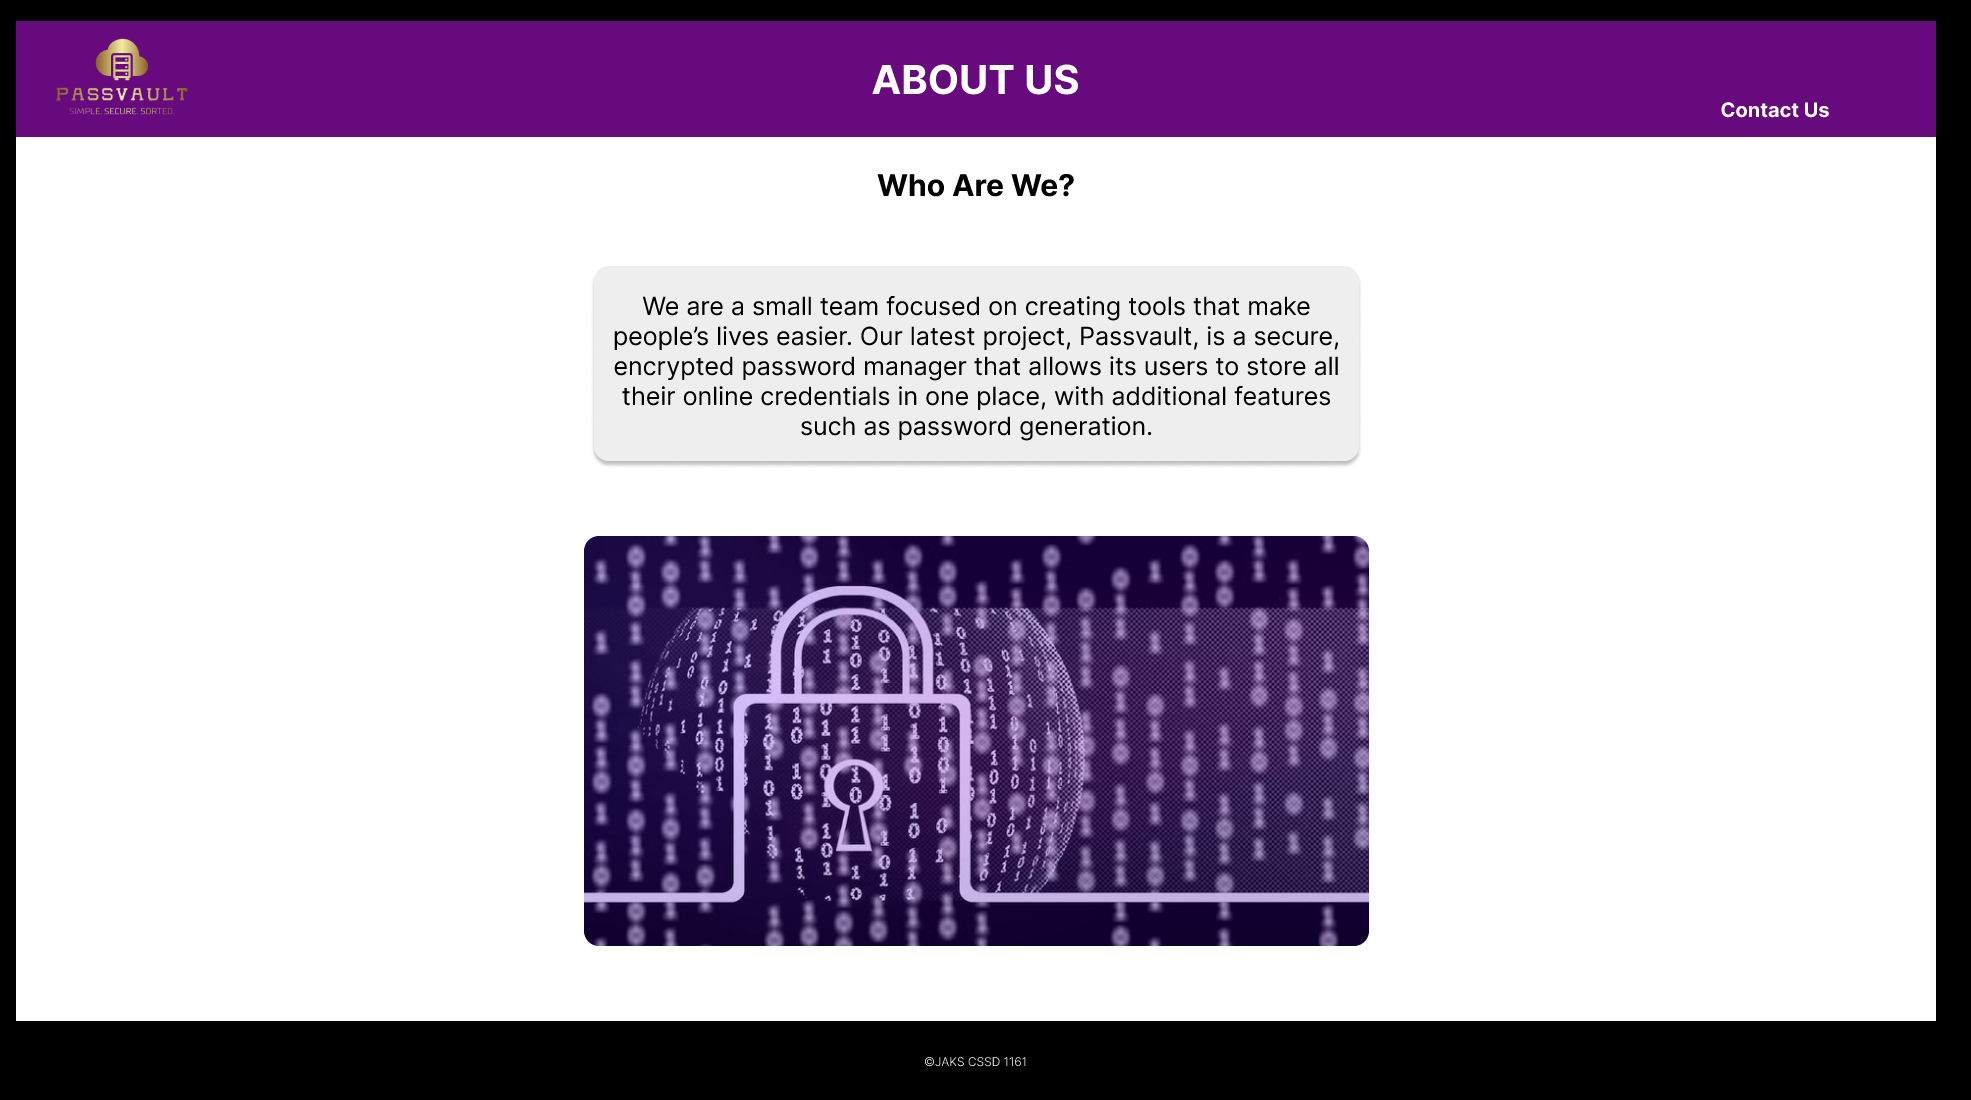 PASSVAULT
SIMPLE. SECURE. SORTED.
ABOUT US
Contact Us
Who Are We?
We are a small team focused on creating tools that make
people’s lives easier. Our latest project, Passvault, is a secure,
encrypted password manager that allows its users to store all
their online credentials in one place, with additional features
such as password generation.
©JAKS CSSD 1161